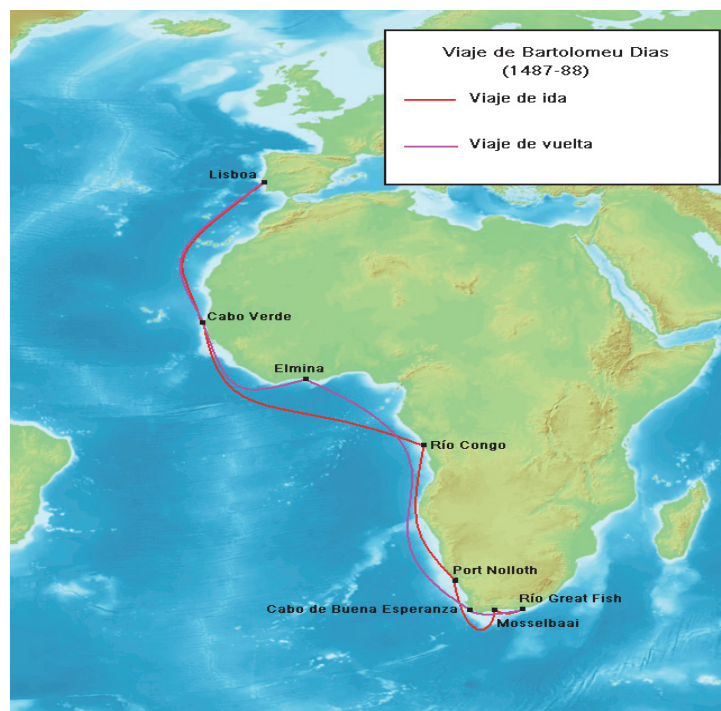 Viaje de Bartolomeu Dias
(1487-88)
Viaje de ida
Viaje de vuelta
Lisboa
Cabo Verde
Elmina
Río Congo
Port Nolloth
Río Great Fish
Cabo de Buena Esperanza
Mosselbaai